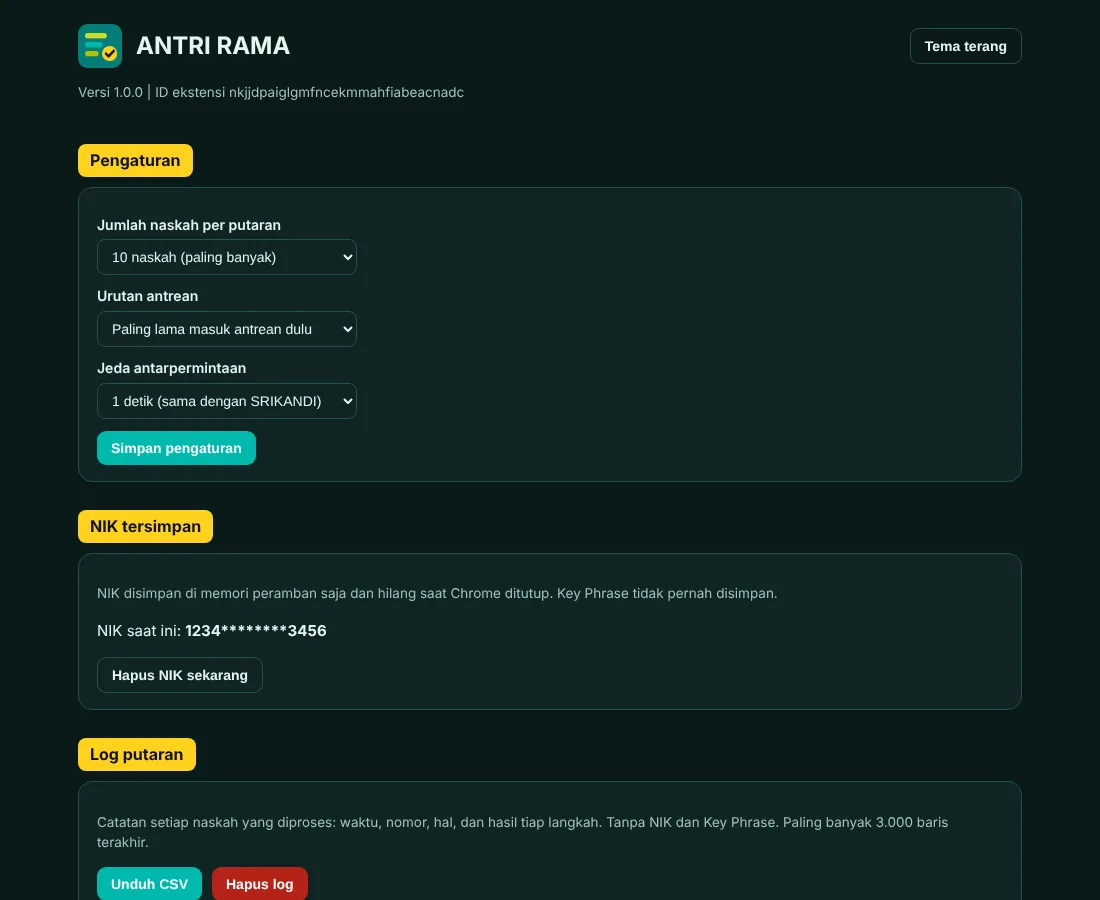 ANTRI RAMA
Tema terang
Versi 1.0.0 | ID ekstensi nkjjdpaiglgmfncekmmahfiabeacnadc
Pengaturan
Jumlah naskah per putaran
10 naskah (paling banyak)
Urutan antrean
Paling lama masuk antrean dulu
Jeda antarpermintaan
1 detik (sama dengan SRIKANDI)
Simpan pengaturan
NIK tersimpan
NIK disimpan di memori peramban saja dan hilang saat Chrome ditutup. Key Phrase tidak pernah disimpan.
NIK saat ini: 1234********3456
Hapus NIK sekarang
Log putaran
Catatan setiap naskah yang diproses: waktu, nomor, hal, dan hasil tiap langkah. Tanpa NIK dan Key Phrase. Paling banyak 3.000 baris
terakhir.
Unduh CSV
Hapus log